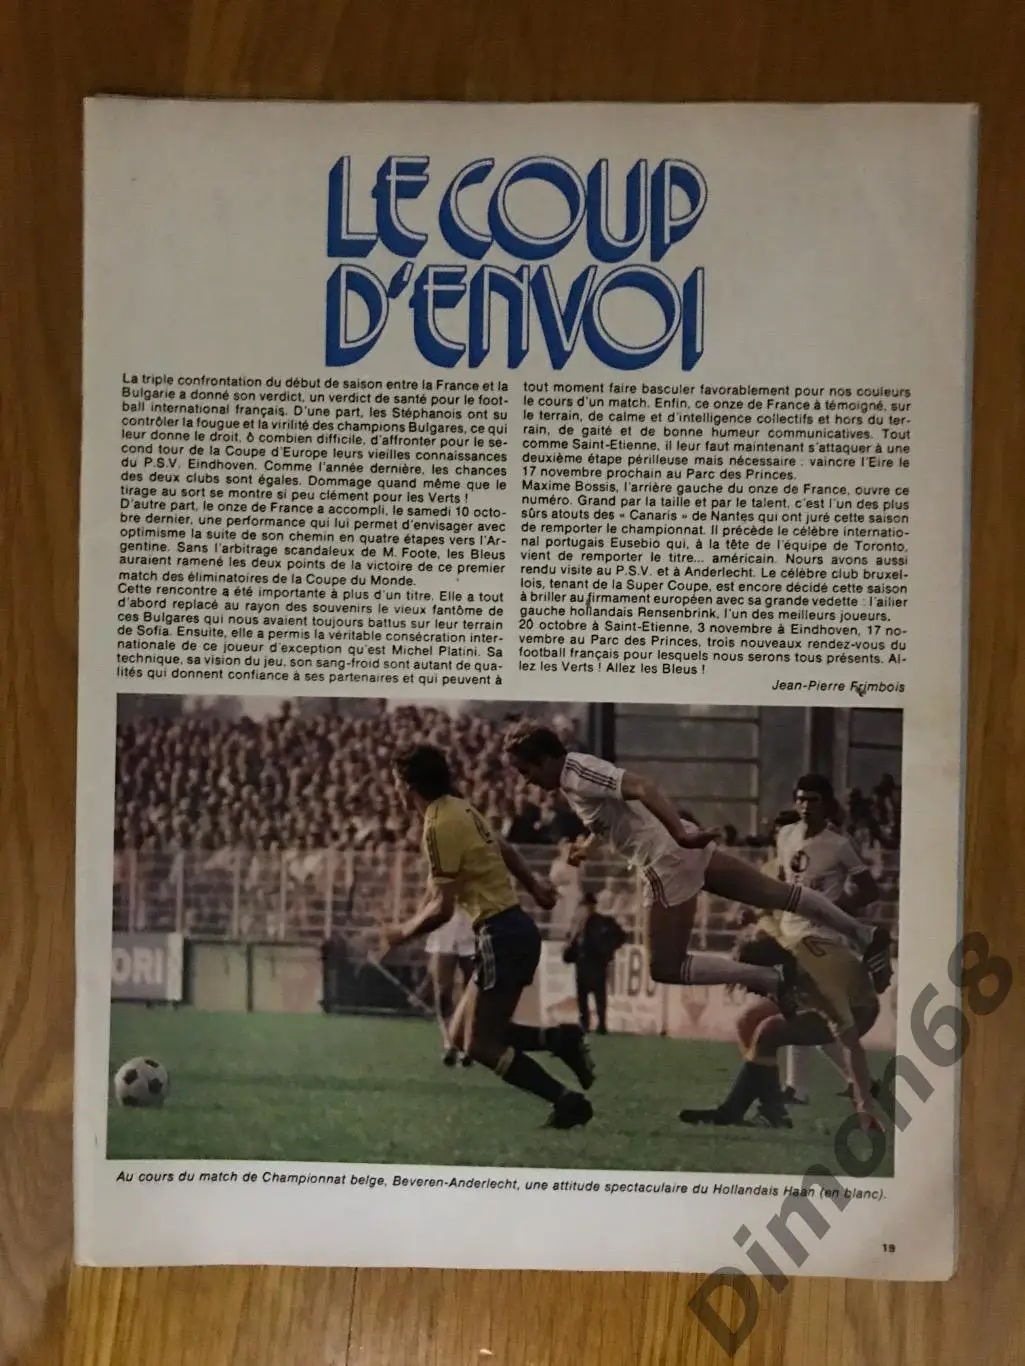 LE COUP
D'ENVOI
La triple confrontation du début de saison entre la France et la
Bulgarie a donné son verdict, un verdict de santé pour le foot-
ball international français. D'une part, les Stéphanois ont su
contrôler la fougue et la virilité des champions Bulgares, ce qui
leur donne le droit, ô combien difficile, d'affronter pour le se-
cond tour de la Coupe d'Europe leurs vieilles connaissances
du P.S.V. Eindhoven. Comme l'année dernière, les chances
des deux clubs sont égales. Dommage quand même que le
tirage au sort se montre si peu clément pour les Verts !
D'autre part, le onze de France a accompli, le samedi 10 octo-
bre dernier, une performance qui lui permet d'envisager avec
optimisme la suite de son chemin en quatre étapes vers l'Ar-
gentine. Sans l'arbitrage scandaleux de M. Foote, les Bleus
auraient ramené les deux points de la victoire de ce premier
match des éliminatoires de la Coupe du Monde.
Cette rencontre a été importante à plus d'un titre. Elle a tout
d'abord replacé au rayon des souvenirs le vieux fantôme de
ces Bulgares qui nous avaient toujours battus sur leur terrain
de Sofia. Ensuite, elle a permis la véritable consécration inter-
nationale de ce joueur d'exception qu'est Michel Platini. Sa
technique, sa vision du jeu, son sang-froid sont autant de qua-
lités qui donnent confiance à ses partenaires et qui peuvent à
tout moment faire basculer favorablement pour nos couleurs
le cours d'un match. Enfin, ce onze de France à témoigné, sur
le terrain, de calme et d'intelligence collectifs et hors du ter-
rain, de gaité et de bonne humeur communicatives. Tout
comme Saint-Etienne, il leur faut maintenant s'attaquer à une
deuxième étape périlleuse mais nécessaire : vaincre l'Eire le
17 novembre prochain au Parc des Princes.
Maxime Bossis, l'arrière gauche du onze de France, ouvre ce
numéro. Grand par la taille et par le talent, c'est l'un des plus
sûrs atouts des « Canaris » de Nantes qui ont juré cette saison
de remporter le championnat. Il précède le célèbre internatio-
nal portugais Eusebio qui, à la tête de l'équipe de Toronto,
vient de remporter le titre... américain. Nous avons aussi
rendu visite au P.S.V. et à Anderlecht. Le célèbre club bruxel-
lois, tenant de la Super Coupe, est encore décidé cette saison
à briller au firmament européen avec sa grande vedette : l'ailier
gauche hollandais Rensenbrink, l'un des meilleurs joueurs.
20 octobre à Saint-Etienne, 3 novembre à Eindhoven, 17 no-
vembre au Parc des Princes, trois nouveaux rendez-vous du
football français pour lesquels nous serons tous présents. Al-
lez les Verts ! Allez les Bleus !
Jean-Pierre Frimbois
ORI
Au cours du match de Championnat belge, Beveren-Anderlecht, une attitude spectaculaire du Hollandais Haan (en blanc).
19
Dimon68